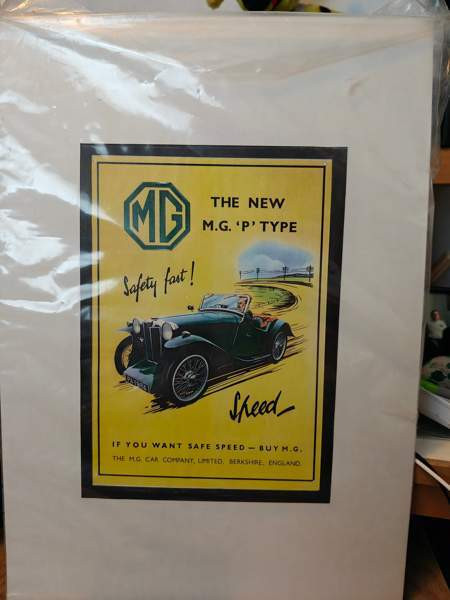 MG
THE NEW
M.G. 'P' TYPE
Safety fast!
Speed
IF YOU WANT SAFE SPEED — BUY M.G.
THE M.G. CAR COMPANY, LIMITED. BERKSHIRE, ENGLAND.